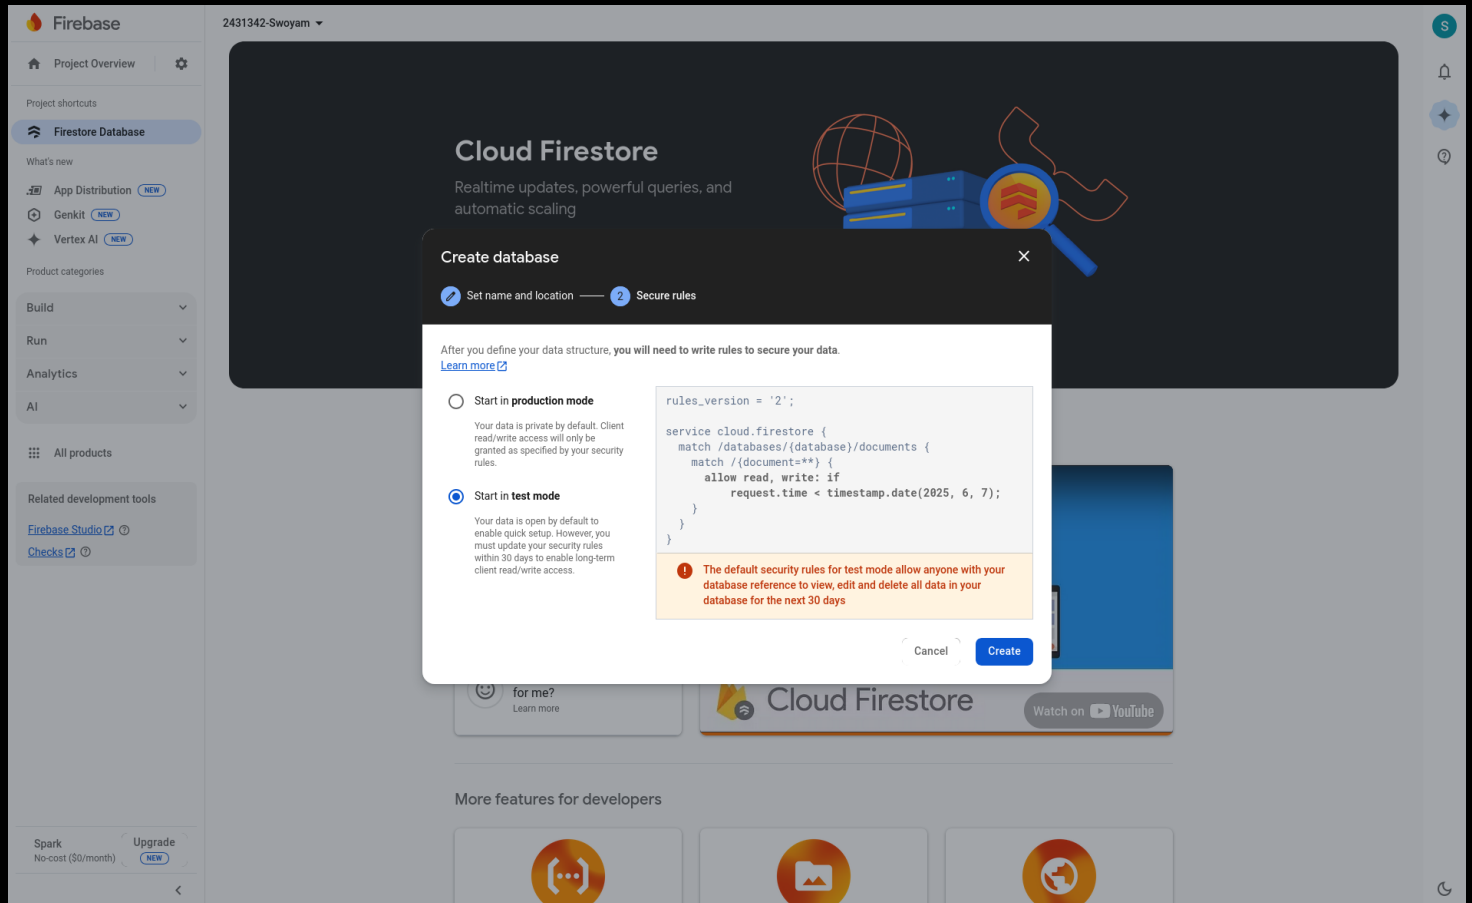 Firebase
2431342-Swoyam
S
Project Overview
Project shortcuts
Firestore Database
What's new
App Distribution NEW
Genkit NEW
Vertex AI NEW
Product categories
Build
Run
Analytics
AI
All products
Related development tools
Firebase Studio
Checks
Spark
No-cost ($0/month)
Upgrade
NEW
Cloud Firestore
Realtime updates, powerful queries, and
automatic scaling
Create database
Set name and location
2 Secure rules
After you define your data structure, you will need to write rules to secure your data.
Learn more
Start in production mode
Your data is private by default. Client
read/write access will only be
granted as specified by your security
rules.
Start in test mode
Your data is open by default to
enable quick setup. However, you
must update your security rules
within 30 days to enable long-term
client read/write access.
rules_version = '2';
service cloud.firestore {
match /databases/{database}/documents {
match /{document=**} {
allow read, write: if
request.time < timestamp.date(2025, 6, 7);
}
}
}
The default security rules for test mode allow anyone with your
database reference to view, edit and delete all data in your
database for the next 30 days
Cancel
Create
for me?
Learn more
Cloud Firestore
Watch on YouTube
More features for developers